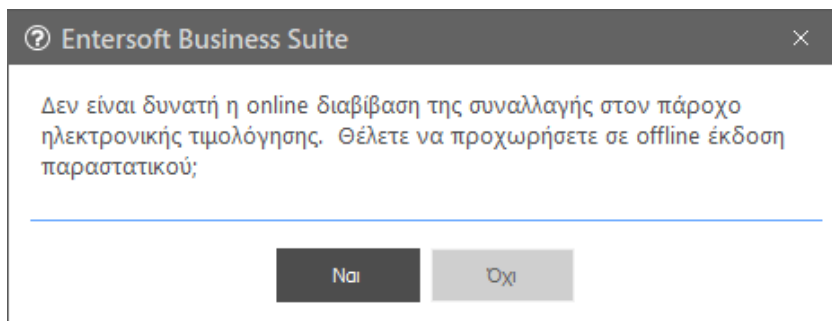 Entersoft Business Suite
Δεν είναι δυνατή η online διαβίβαση της συναλλαγής στον πάροχο
ηλεκτρονικής τιμολόγησης.  Θέλετε να προχωρήσετε σε offline έκδοση
παραστατικού;
Ναι
Όχι